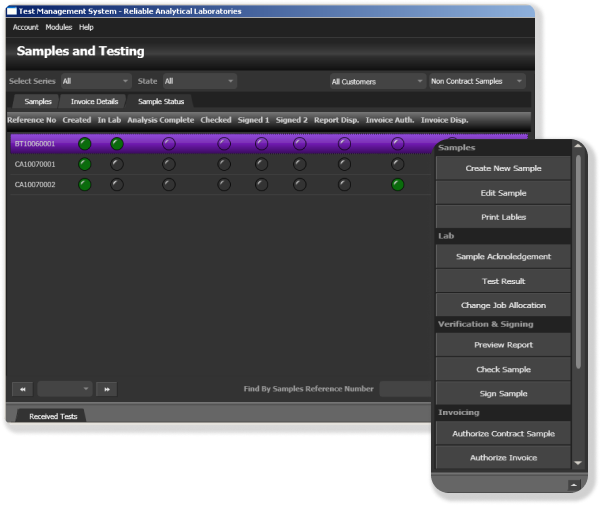 Test Management System - Reliable Analytical Laboratories
Account Modules Help
Samples and Testing
Select Series All State All All Customers Non Contract Samples
Samples Invoice Details Sample Status
Reference No Created In Lab Analysis Complete Checked Signed 1 Signed 2 Report Disp. Invoice Auth. Invoice Disp.
BT10060001
CA10070001
CA10070002
Find By Samples Reference Number
Received Tests
Samples
Create New Sample
Edit Sample
Print Lables
Lab
Sample Acknoledgement
Test Result
Change Job Allocation
Verification & Signing
Preview Report
Check Sample
Sign Sample
Invoicing
Authorize Contract Sample
Authorize Invoice